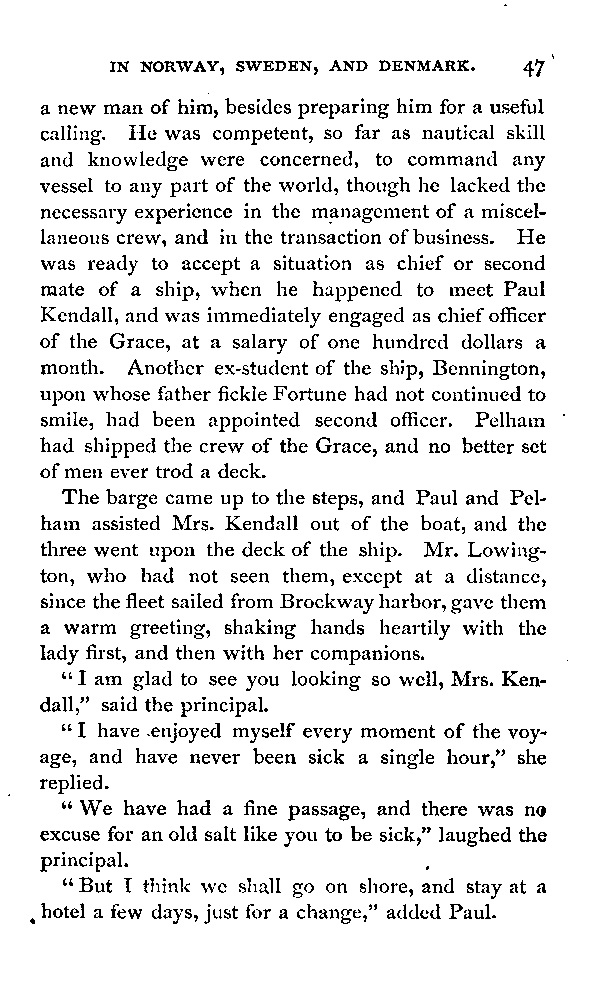 IN NORWAY, SWEDEN, AND DENMARK. 47
a new man of him, besides preparing him for a useful
calling. He was competent, so far as nautical skill
and knowledge were concerned, to command any
vessel to any part of the world, though he lacked the
necessary experience in the management of a miscel-
laneous crew, and in the transaction of business. He
was ready to accept a situation as chief or second
mate of a ship, when he happened to meet Paul
Kendall, and was immediately engaged as chief officer
of the Grace, at a salary of one hundred dollars a
month. Another ex-student of the ship, Bennington,
upon whose father fickle Fortune had not continued to
smile, had been appointed second officer. Pelham
had shipped the crew of the Grace, and no better set
of men ever trod a deck.
The barge came up to the steps, and Paul and Pel-
ham assisted Mrs. Kendall out of the boat, and the
three went upon the deck of the ship. Mr. Lowing-
ton, who had not seen them, except at a distance,
since the fleet sailed from Brockway harbor, gave them
a warm greeting, shaking hands heartily with the
lady first, and then with her companions.
"I am glad to see you looking so well, Mrs. Ken-
dall," said the principal.
"I have enjoyed myself every moment of the voy-
age, and have never been sick a single hour," she
replied.
"We have had a fine passage, and there was no
excuse for an old salt like you to be sick," laughed the
principal.
"But I think we shall go on shore, and stay at a
hotel a few days, just for a change," added Paul.